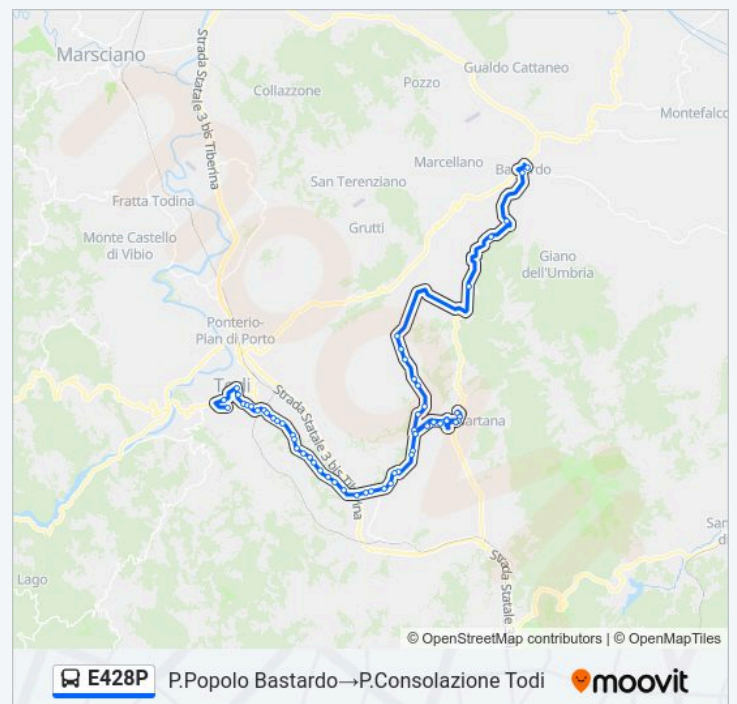 Marsciano
Strada Statale 3 bis Tiberina
Collazzone
Pozzo
Gualdo Cattaneo
Montefalco
Marcellano
San Terenziano
Fratta Todina
Grutti
Monte Castello
di Vibio
Giano
dell'Umbria
Ponterio-
Pian di Porto
Todi
Strada Statale 3 bis Tiberina
Lago
Strada Statale
© OpenStreetMap contributors | © OpenMapTiles
E428P
P.Popolo Bastardo→P.Consolazione Todi
moovit